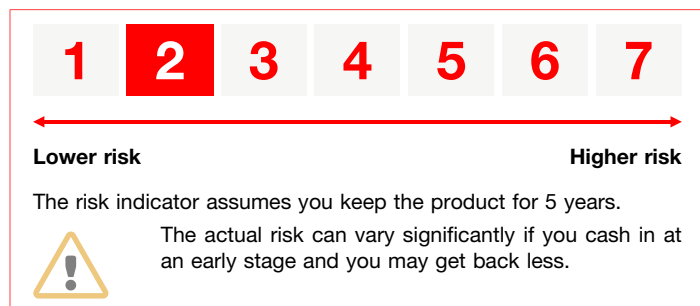 1 2 3 4 5 6 7
Lower risk Higher risk
The risk indicator assumes you keep the product for 5 years.
The actual risk can vary significantly if you cash in at
an early stage and you may get back less.